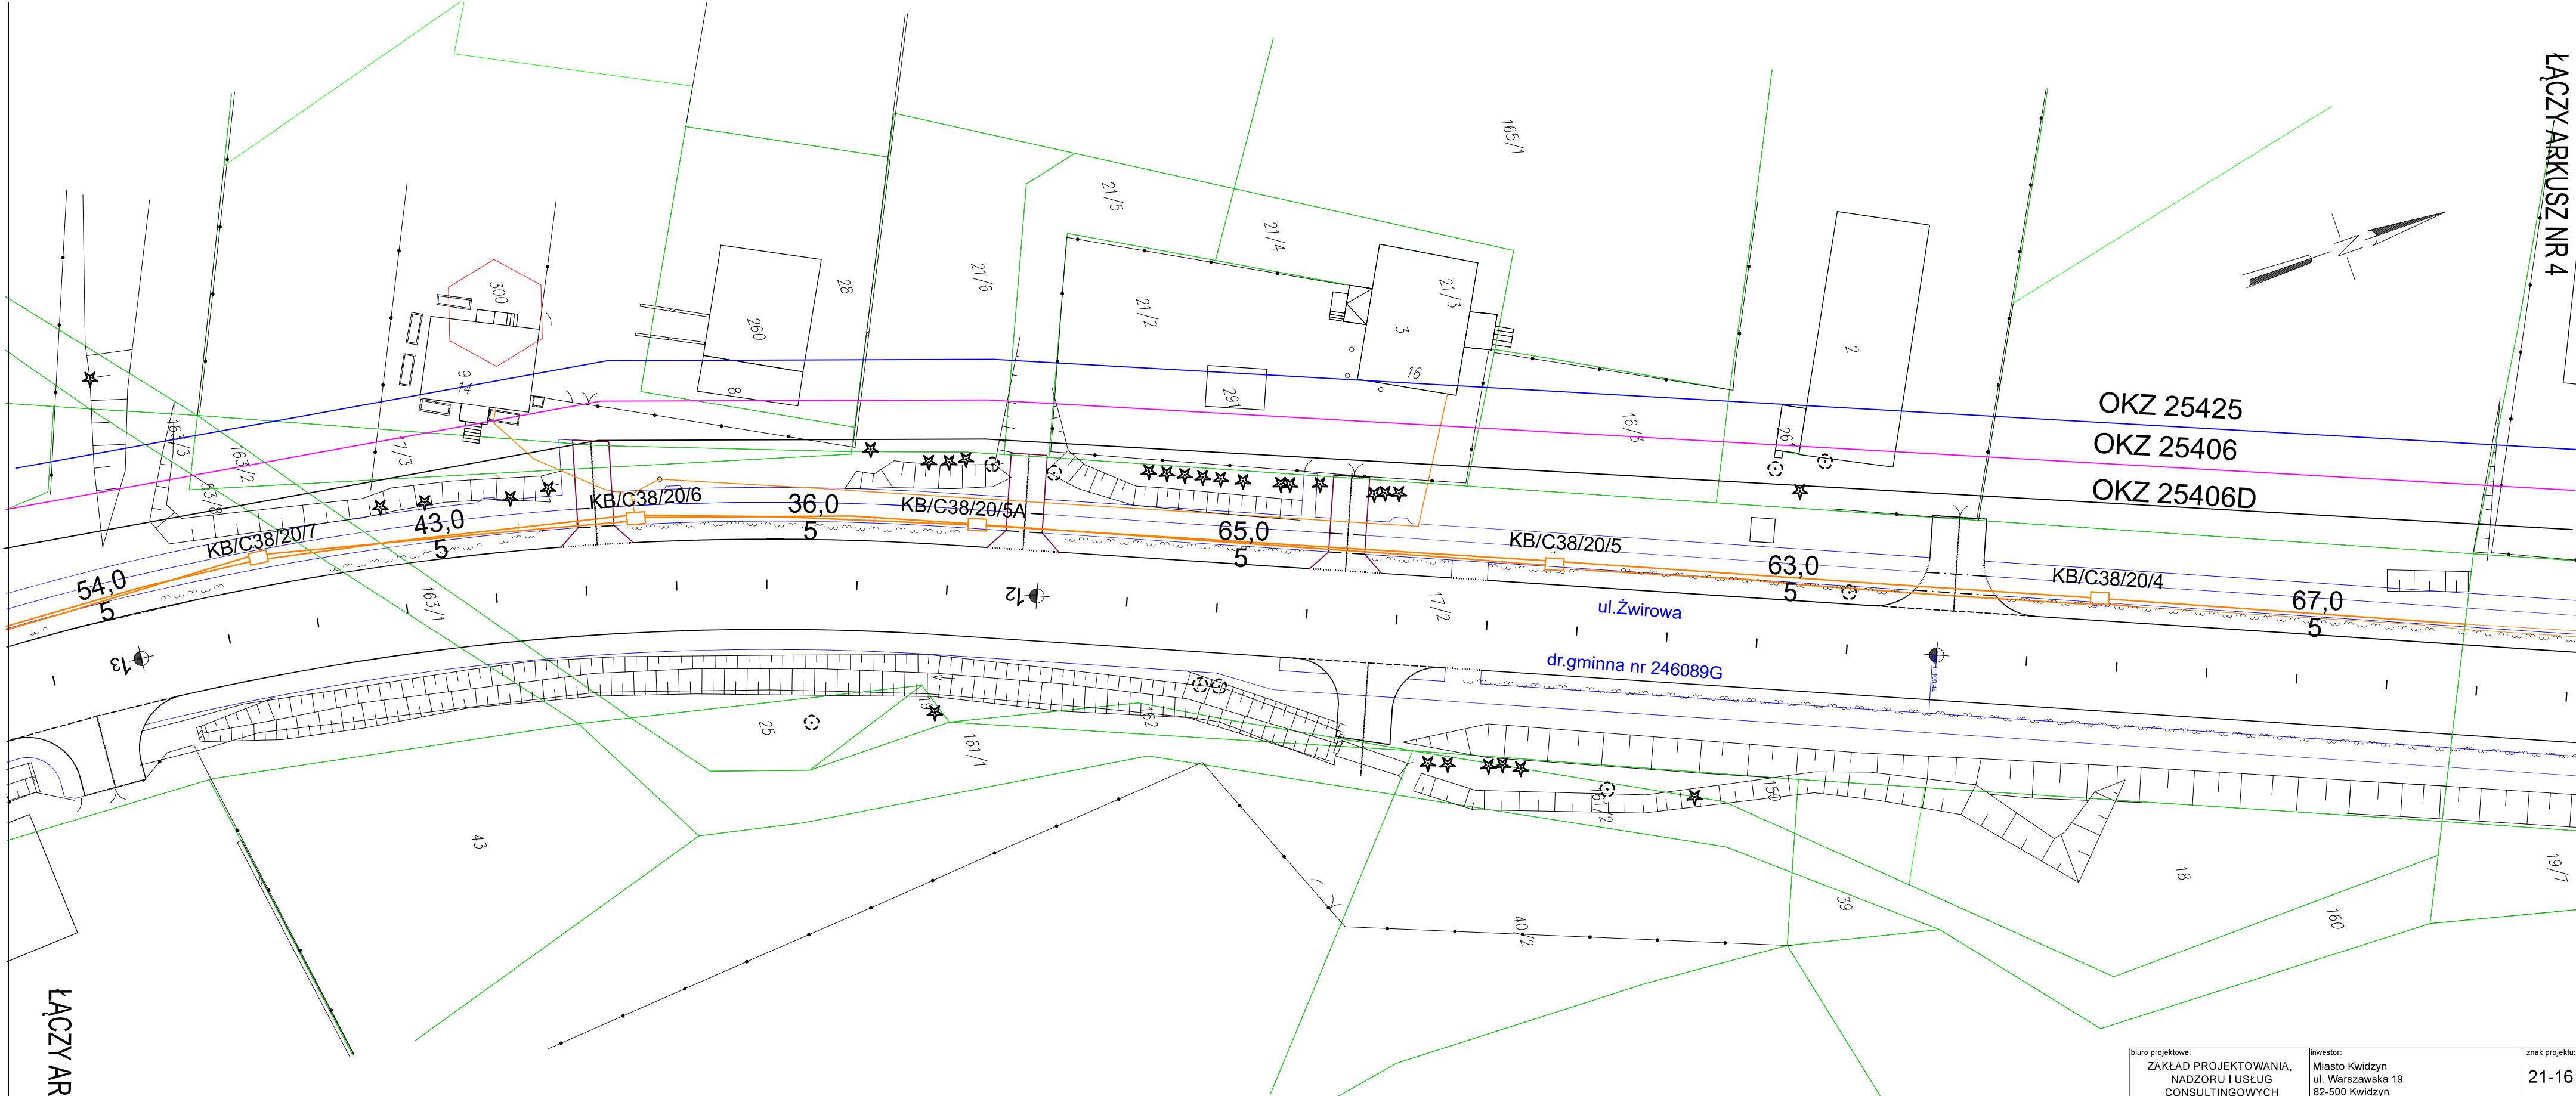 ŁĄCZY ARKUSZ NR 4
165/1
21/5
21/4
21/6
28
21/3
21/2
300
260
3
2
16
9
14
8
291
OKZ 25425
OKZ 25406
OKZ 25406D
163/3
163/2
17/3
53/8
16/3
261
KB/C38/20/7
43,0
5
KB/C38/20/6
36,0
5
KB/C38/20/5A
65,0
5
KB/C38/20/5
63,0
5
KB/C38/20/4
67,0
5
54,0
5
163/1
12
17/2
ul.Żwirowa
dr.gminna nr 246089G
13
25
161/1
162
150
43
40/2
39
18
160
19/7
ŁĄCZY AR
biuro projektowe:
ZAKŁAD PROJEKTOWANIA,
NADZORU I USŁUG
CONSULTINGOWYCH
inwestor:
Miasto Kwidzyn
ul. Warszawska 19
82-500 Kwidzyn
znak projektu:
21-16